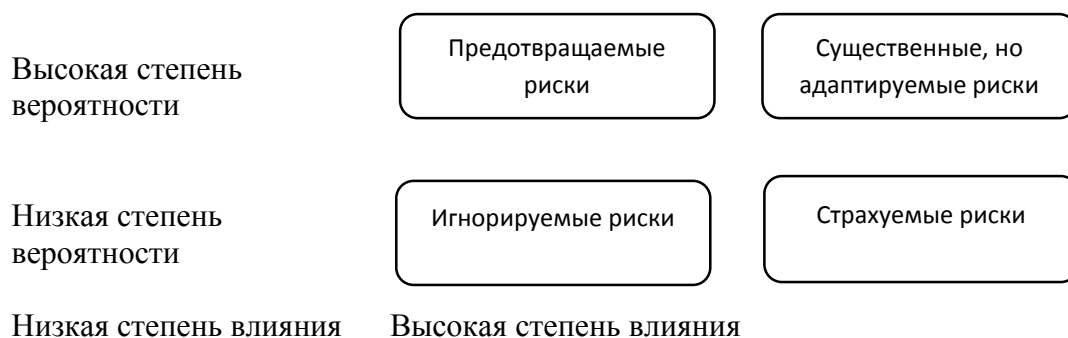 Высокая степень
вероятности
Предотвращаемые
риски
Существенные, но
адаптируемые риски
Низкая степень
вероятности
Игнорируемые риски
Страхуемые риски
Низкая степень влияния
Высокая степень влияния